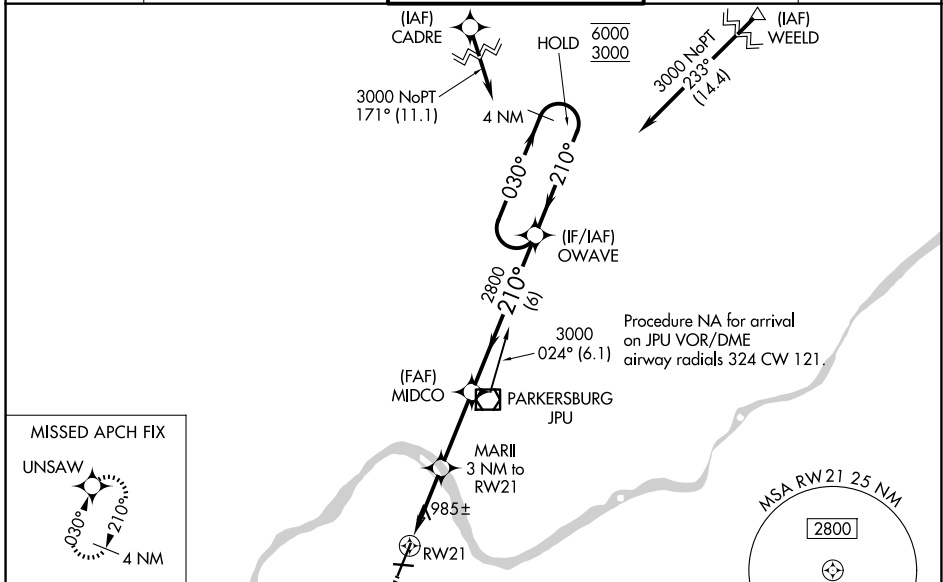 (IAF)
CADRE
HOLD
6000
3000
(IAF)
WEELD
3000 NoPT
233°
(14.4)
3000 NoPT
171° (11.1)
4 NM
030°
210°
(IF/IAF)
OWAVE
2800
210°
(6)
3000
024° (6.1)
Procedure NA for arrival
on JPU VOR/DME
airway radials 324 CW 121.
(FAF)
MIDCO
PARKERSBURG
JPU
MISSED APCH FIX
UNSAW
030°
210°
4 NM
MARII
3 NM to
RW21
985±
RW21
MSA RW21 25 NM
2800